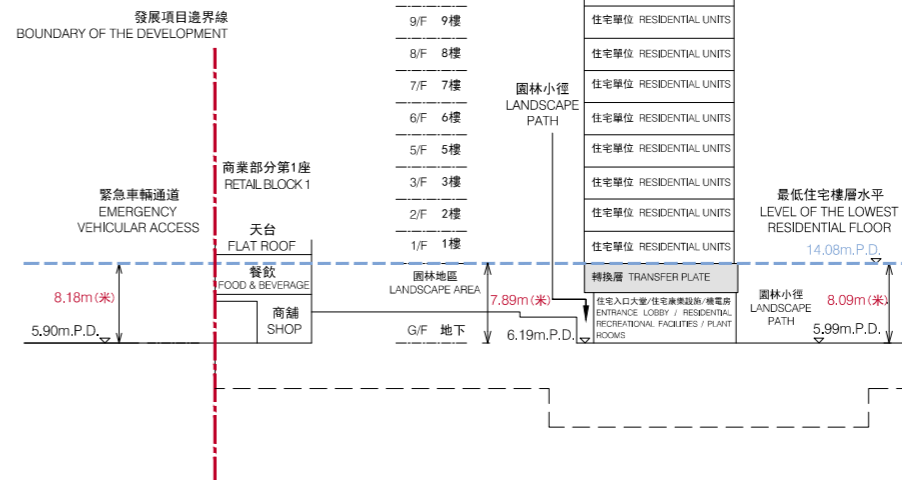 發展項目邊界線
BOUNDARY OF THE DEVELOPMENT
9/F 9樓
8/F 8樓
7/F 7樓
6/F 6樓
5/F 5樓
3/F 3樓
2/F 2樓
1/F 1樓
G/F 地下
住宅單位 RESIDENTIAL UNITS
住宅單位 RESIDENTIAL UNITS
住宅單位 RESIDENTIAL UNITS
住宅單位 RESIDENTIAL UNITS
住宅單位 RESIDENTIAL UNITS
住宅單位 RESIDENTIAL UNITS
住宅單位 RESIDENTIAL UNITS
住宅單位 RESIDENTIAL UNITS
園林小徑
LANDSCAPE
PATH
商業部分第1座
RETAIL BLOCK 1
緊急車輛通道
EMERGENCY
VEHICULAR ACCESS
天台
FLAT ROOF
餐飲
FOOD & BEVERAGE
商舖
SHOP
8.18m(米)
5.90m.P.D.
園林地區
LANDSCAPE AREA
7.89m(米)
6.19m.P.D.
轉換層 TRANSFER PLATE
住宅入口大堂/住宅康樂設施/機電房
ENTRANCE LOBBY / RESIDENTIAL
RECREATIONAL FACILITIES / PLANT
ROOMS
最低住宅樓層水平
LEVEL OF THE LOWEST
RESIDENTIAL FLOOR
14.08m.P.D.
園林小徑
LANDSCAPE
PATH
8.09m(米)
5.99m.P.D.